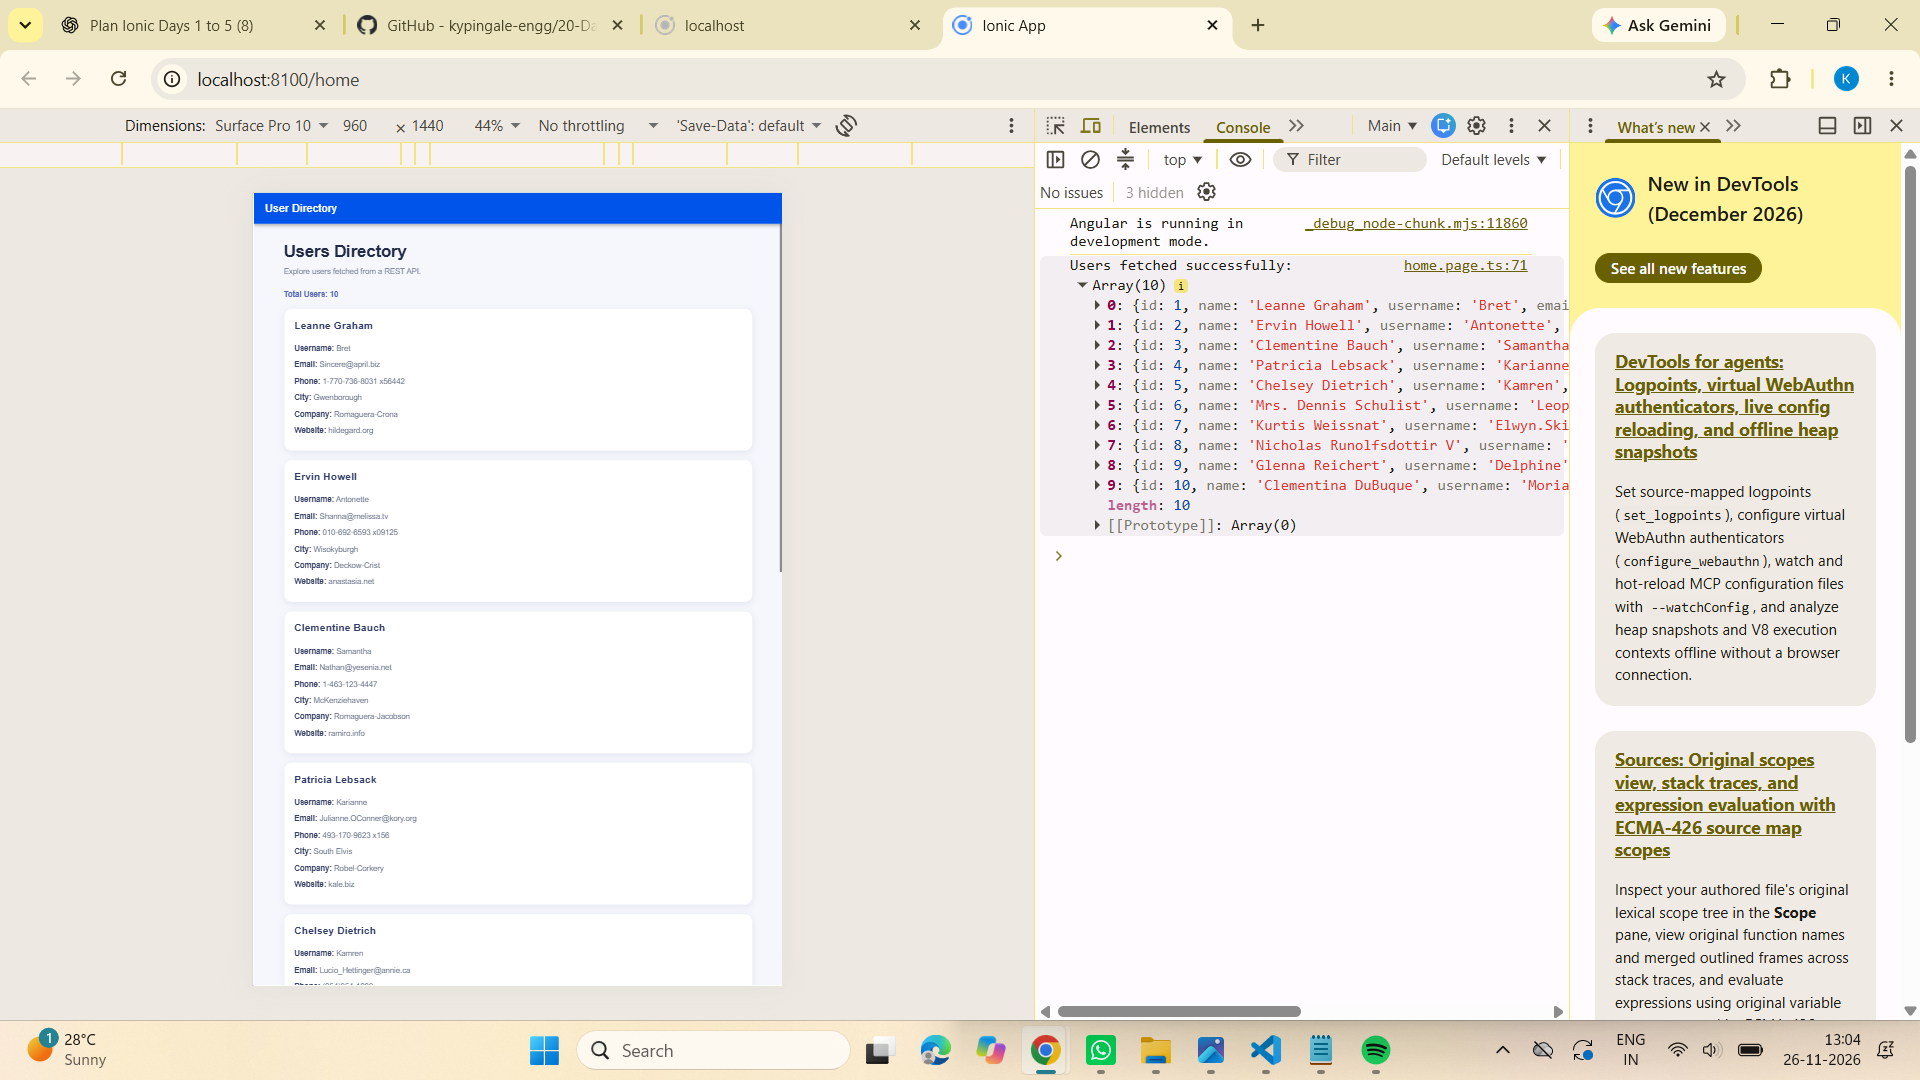 Plan Ionic Days 1 to 5 (8)
GitHub - kypingale-engg/20-Da
localhost
Ionic App
Ask Gemini
localhost:8100/home
K
Dimensions: Surface Pro 10 960 × 1440 44% No throttling 'Save-Data': default
User Directory
Users Directory
Explore users fetched from a REST API.
Total Users: 10
Leanne Graham
Username: Bret
Email: Sincere@april.biz
Phone: 1-770-736-8031 x56442
City: Gwenborough
Company: Romaguera-Crona
Website: hildegard.org
Ervin Howell
Username: Antonette
Email: Shanna@melissa.tv
Phone: 010-692-6593 x09125
City: Wisokyburgh
Company: Deckow-Crist
Website: anastasia.net
Clementine Bauch
Username: Samantha
Email: Nathan@yesenia.net
Phone: 1-463-123-4447
City: McKenziehaven
Company: Romaguera-Jacobson
Website: ramiro.info
Patricia Lebsack
Username: Karianne
Email: Julianne.OConner@kory.org
Phone: 493-170-9623 x156
City: South Elvis
Company: Robel-Corkery
Website: kale.biz
Chelsey Dietrich
Username: Kamren
Email: Lucio_Hettinger@annie.ca
Elements Console Main
top Filter Default levels
No issues 3 hidden
Angular is running in _debug_node-chunk.mjs:11860
development mode.
Users fetched successfully: home.page.ts:71
Array(10) i
0: {id: 1, name: 'Leanne Graham', username: 'Bret', emai
1: {id: 2, name: 'Ervin Howell', username: 'Antonette',
2: {id: 3, name: 'Clementine Bauch', username: 'Samantha
3: {id: 4, name: 'Patricia Lebsack', username: 'Karianne
4: {id: 5, name: 'Chelsey Dietrich', username: 'Kamren',
5: {id: 6, name: 'Mrs. Dennis Schulist', username: 'Leop
6: {id: 7, name: 'Kurtis Weissnat', username: 'Elwyn.Ski
7: {id: 8, name: 'Nicholas Runolfsdottir V', username: '
8: {id: 9, name: 'Glenna Reichert', username: 'Delphine'
9: {id: 10, name: 'Clementina DuBuque', username: 'Moria
length: 10
[[Prototype]]: Array(0)
What's new
New in DevTools
(December 2026)
See all new features
DevTools for agents:
Logpoints, virtual WebAuthn
authenticators, live config
reloading, and offline heap
snapshots
Set source-mapped logpoints
(set_logpoints), configure virtual
WebAuthn authenticators
(configure_webauthn), watch and
hot-reload MCP configuration files
with --watchConfig, and analyze
heap snapshots and V8 execution
contexts offline without a browser
connection.
Sources: Original scopes
view, stack traces, and
expression evaluation with
ECMA-426 source map
scopes
Inspect your authored file's original
lexical scope tree in the Scope
pane, view original function names
and merged outlined frames across
stack traces, and evaluate
expressions using original variable
1
28°C
Sunny
Search
ENG
IN
13:04
26-11-2026